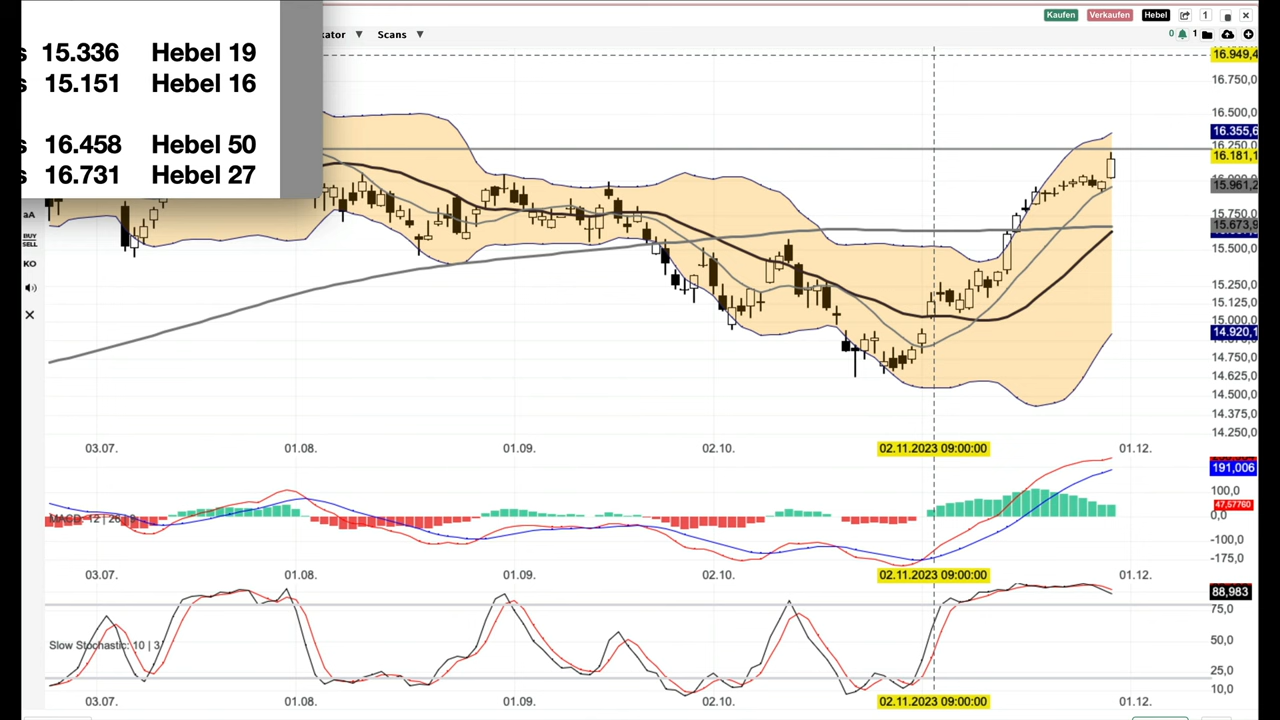 Kaufen Verkaufen Hebel 1
15.336 Hebel 19
15.151 Hebel 16
16.458 Hebel 50
16.731 Hebel 27
Scans
0 1
aA
BUY
SELL
KO
16.949,4
16.750,0
16.500,0
16.355,6
16.250,0
16.181,1
15.961,2
15.750,0
15.673,9
15.500,0
15.250,0
15.125,0
15.000,0
14.920,1
14.750,0
14.625,0
14.500,0
14.375,0
14.250,0
03.07. 01.08. 01.09. 02.10. 02.11.2023 09:00:00 01.12.
191,006
100,0
47,57760
0,0
-100,0
-175,0
03.07. 01.08. 01.09. 02.10. 02.11.2023 09:00:00 01.12.
88,983
75,0
50,0
Slow Stochastic: 10 | 3
25,0
10,0
03.07. 01.08. 01.09. 02.10. 02.11.2023 09:00:00 01.12.